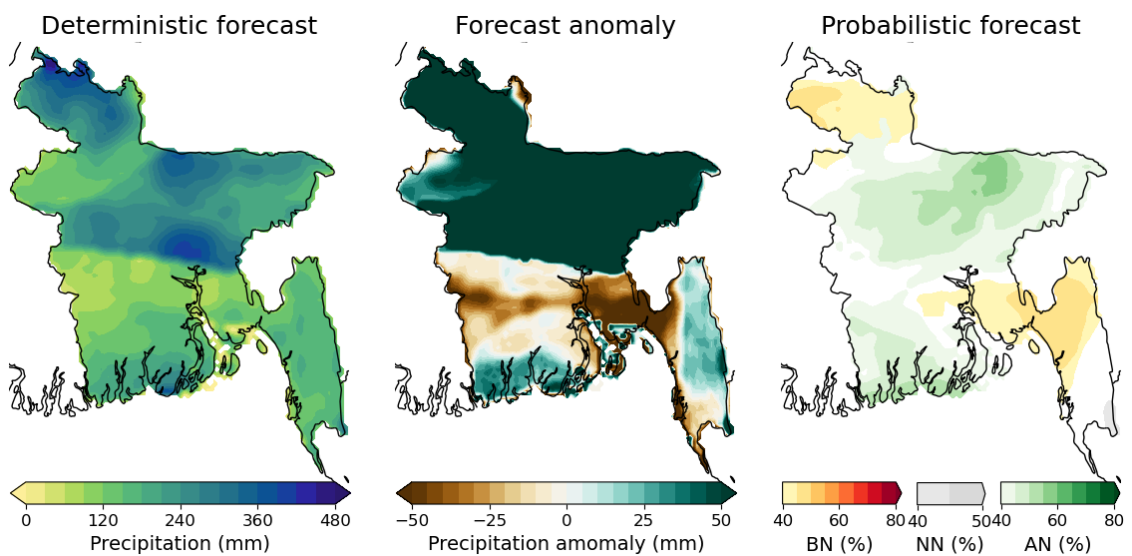 Deterministic forecast
Forecast anomaly
Probabilistic forecast
0 120 240 360 480
Precipitation (mm)
−50 −25 0 25 50
Precipitation amomaly (mm)
40 60 80
BN (%)
40 50
NN (%)
40 60 80
AN (%)